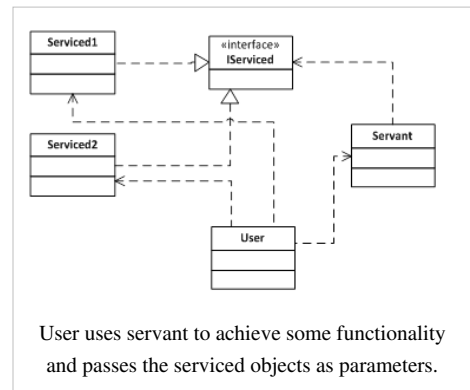 Serviced1
«interface»
IServiced
Serviced2
Servant
User
User uses servant to achieve some functionality
and passes the serviced objects as parameters.